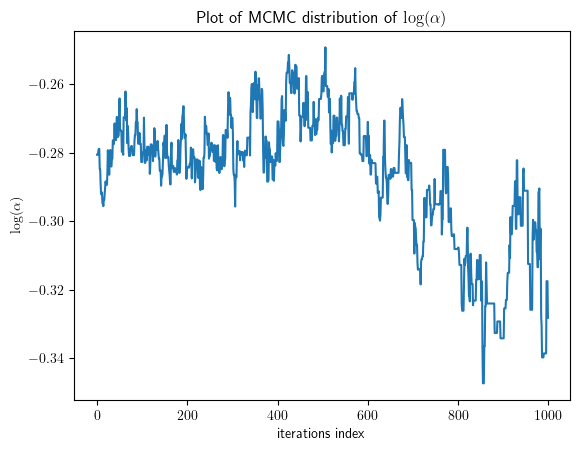 Plot of MCMC distribution of log(α)
−0.26
−0.28
−0.30
−0.32
−0.34
log(α)
0 200 400 600 800 1000
iterations index